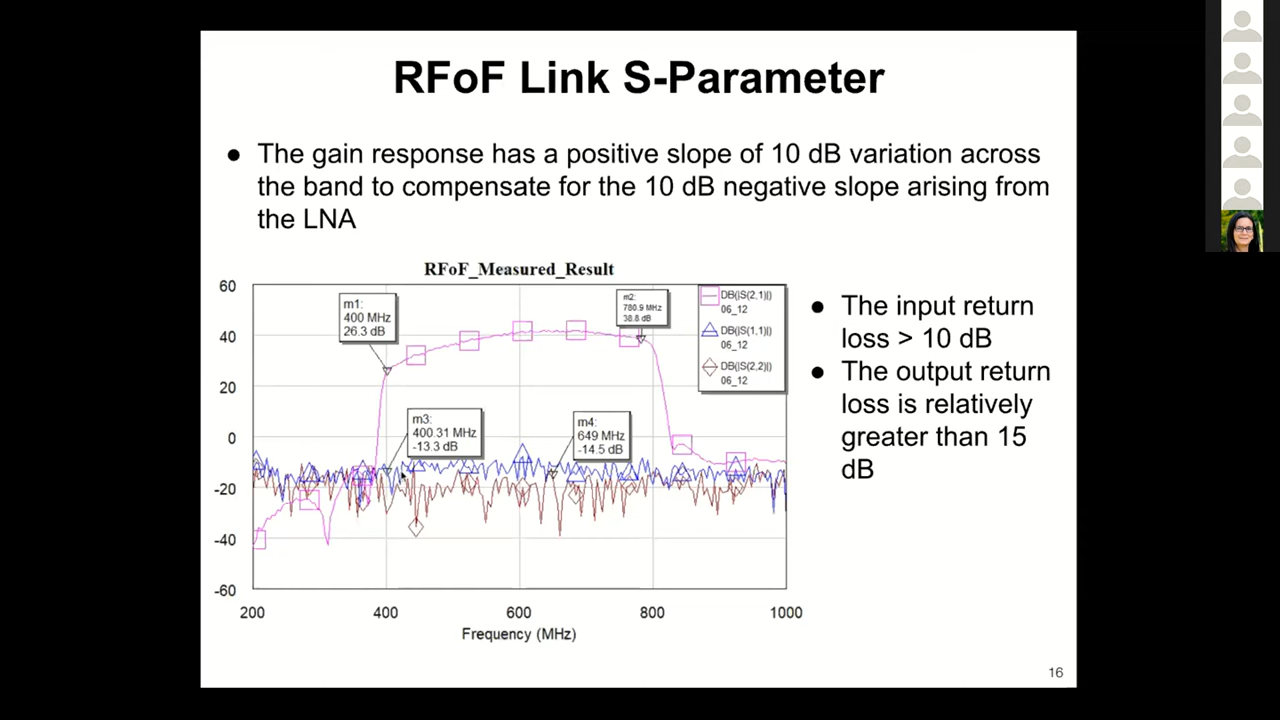 RFoF Link S-Parameter
● The gain response has a positive slope of 10 dB variation across
the band to compensate for the 10 dB negative slope arising from
the LNA
RFoF_Measured_Result
60
40
20
0
-20
-40
-60
m1:
400 MHz
26.3 dB
m2:
780.9 MHz
38.8 dB
m3:
400.31 MHz
-13.3 dB
m4:
649 MHz
-14.5 dB
DB(|S(2,1)|)
06_12
DB(|S(1,1)|)
06_12
DB(|S(2,2)|)
06_12
200
400
600
800
1000
Frequency (MHz)
● The input return
loss > 10 dB
● The output return
loss is relatively
greater than 15
dB
16